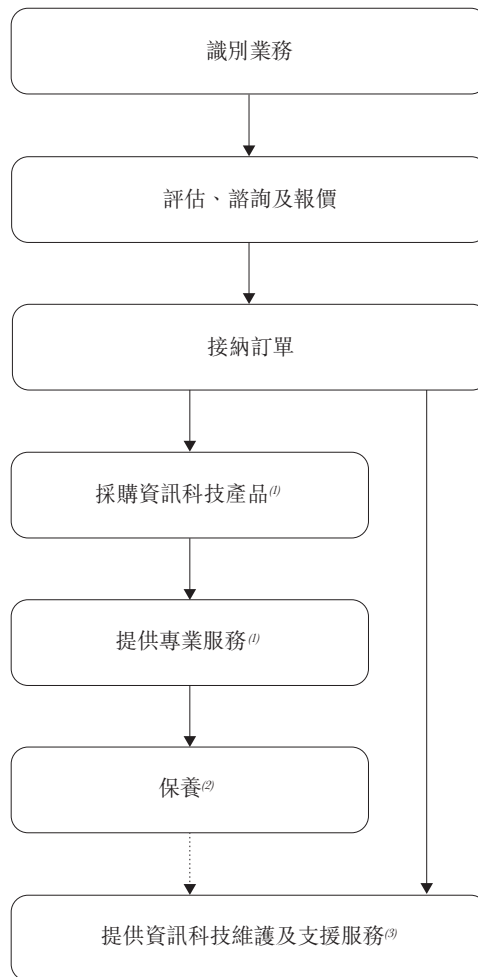 識別業務
評估、諮詢及報價
接納訂單
採購資訊科技產品(1)
提供專業服務(1)
保養(2)
提供資訊科技維護及支援服務(3)